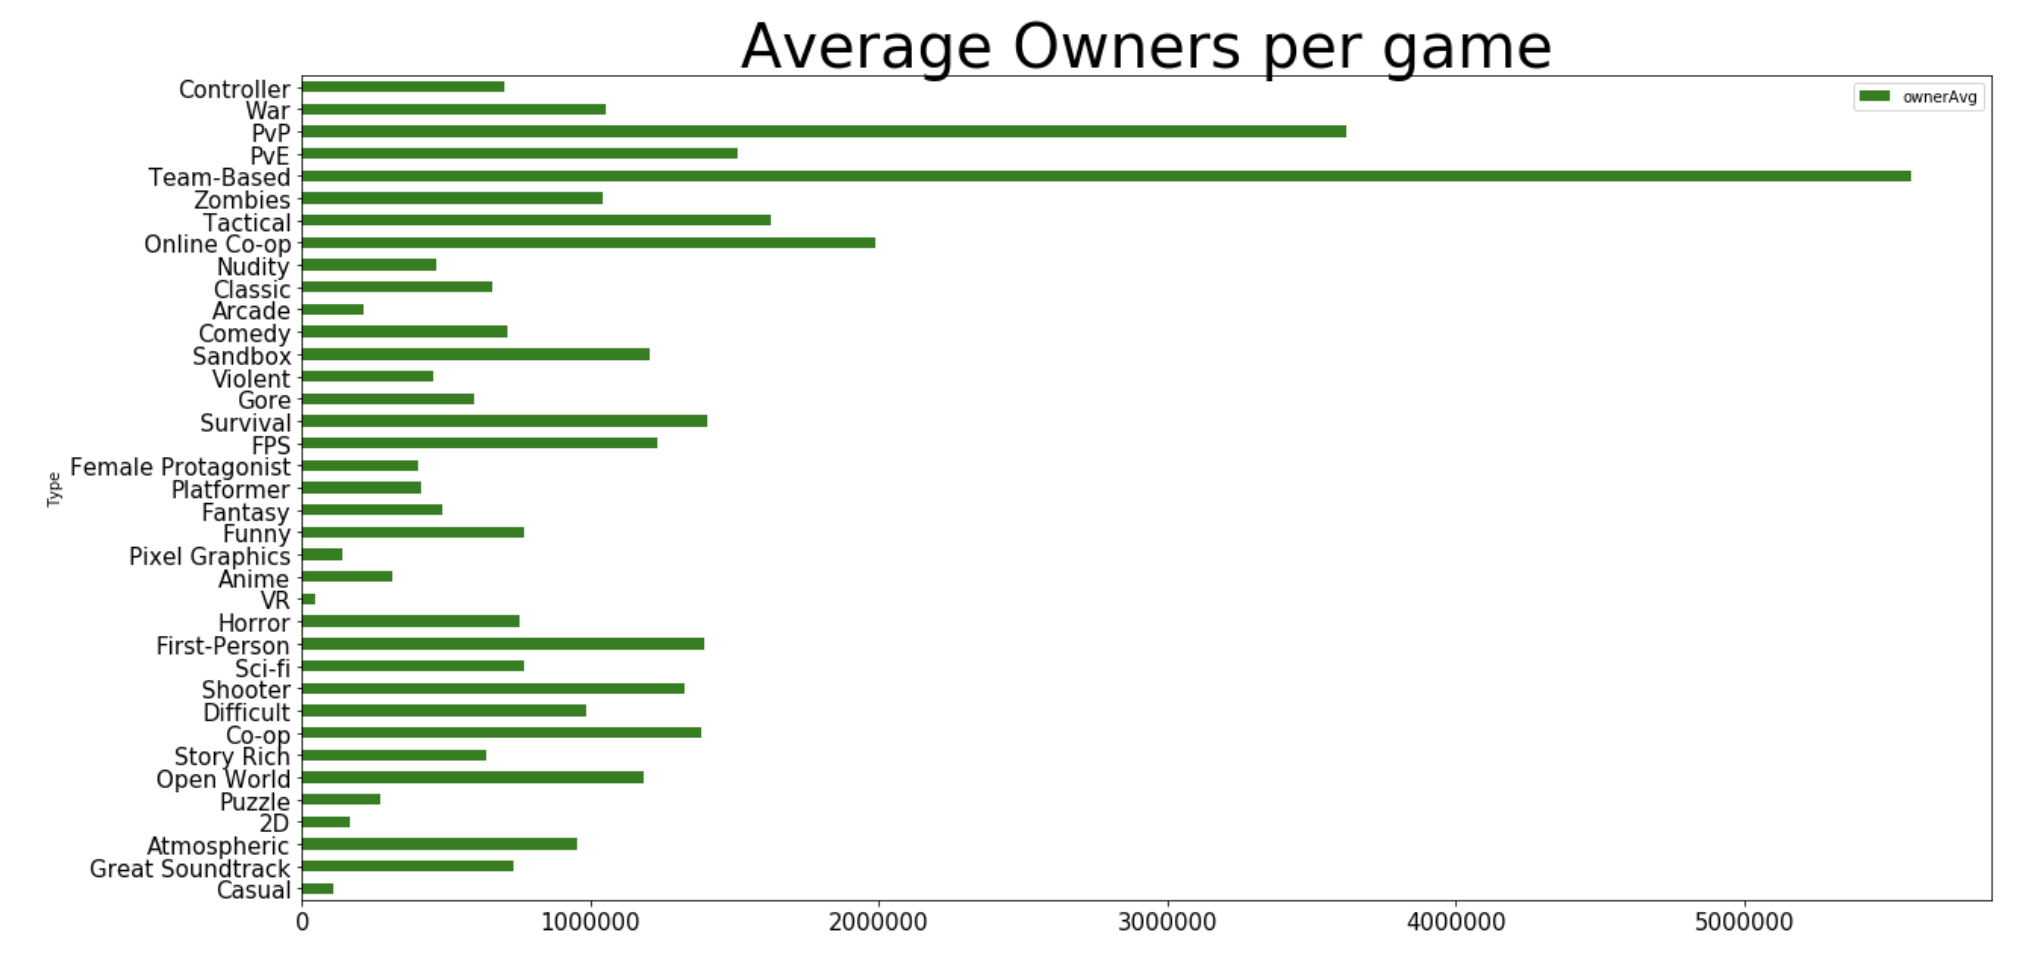 Average Owners per game
ownerAvg
Controller
War
PvP
PvE
Team-Based
Zombies
Tactical
Online Co-op
Nudity
Classic
Arcade
Comedy
Sandbox
Violent
Gore
Survival
FPS
Female Protagonist
Platformer
Fantasy
Funny
Pixel Graphics
Anime
VR
Horror
First-Person
Sci-fi
Shooter
Difficult
Co-op
Story Rich
Open World
Puzzle
2D
Atmospheric
Great Soundtrack
Casual
Type
0 1000000 2000000 3000000 4000000 5000000